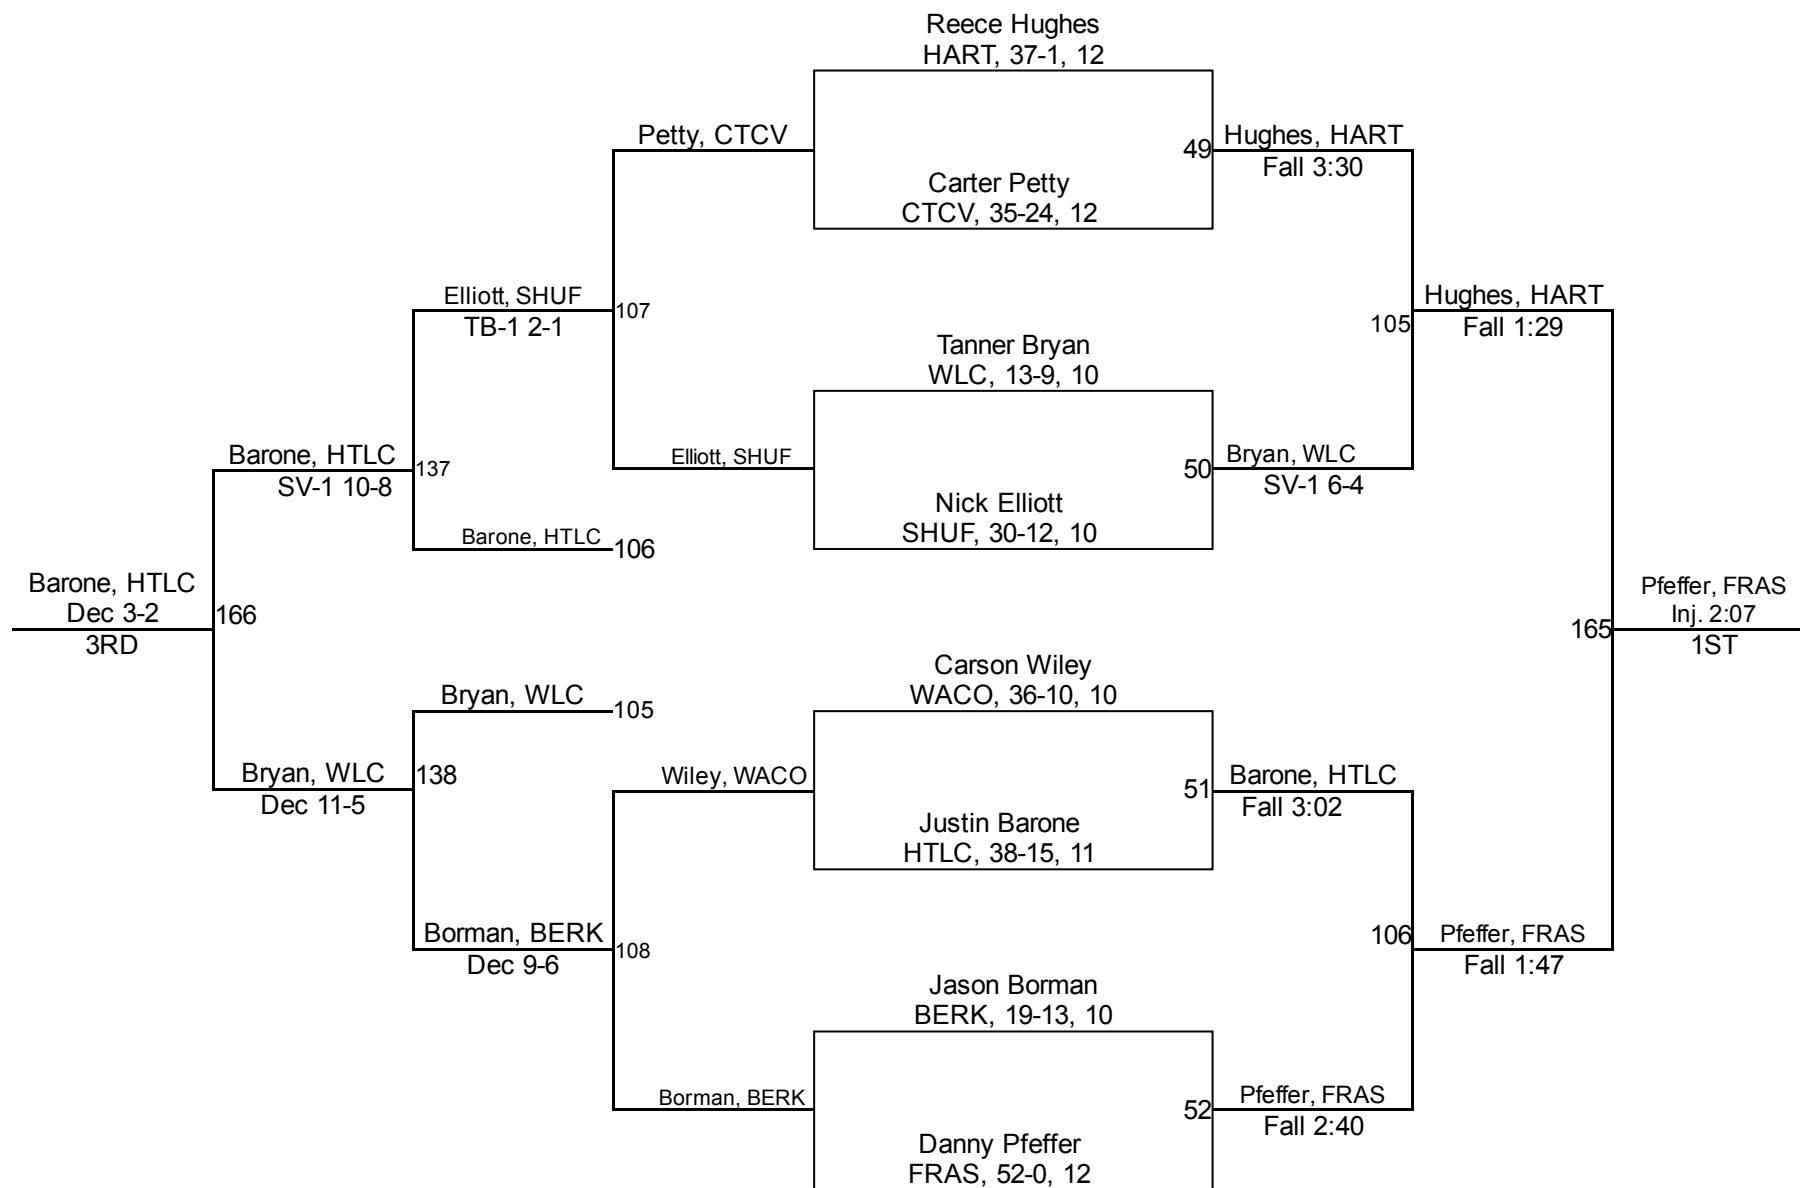 Reece Hughes
HART, 37-1, 12
Petty, CTCV
49
Hughes, HART
Fall 3:30
Carter Petty
CTCV, 35-24, 12
Elliott, SHUF
TB-1 2-1
107
105
Hughes, HART
Fall 1:29
Tanner Bryan
WLC, 13-9, 10
Barone, HTLC
SV-1 10-8
137
Elliott, SHUF
50
Bryan, WLC
SV-1 6-4
Nick Elliott
SHUF, 30-12, 10
Barone, HTLC
106
Barone, HTLC
Dec 3-2
3RD
166
165
Pfeffer, FRAS
Inj. 2:07
1ST
Carson Wiley
WACO, 36-10, 10
Bryan, WLC
105
Bryan, WLC
Dec 11-5
138
Wiley, WACO
51
Barone, HTLC
Fall 3:02
Justin Barone
HTLC, 38-15, 11
Borman, BERK
Dec 9-6
108
106
Pfeffer, FRAS
Fall 1:47
Jason Borman
BERK, 19-13, 10
Borman, BERK
52
Pfeffer, FRAS
Fall 2:40
Danny Pfeffer
FRAS, 52-0, 12